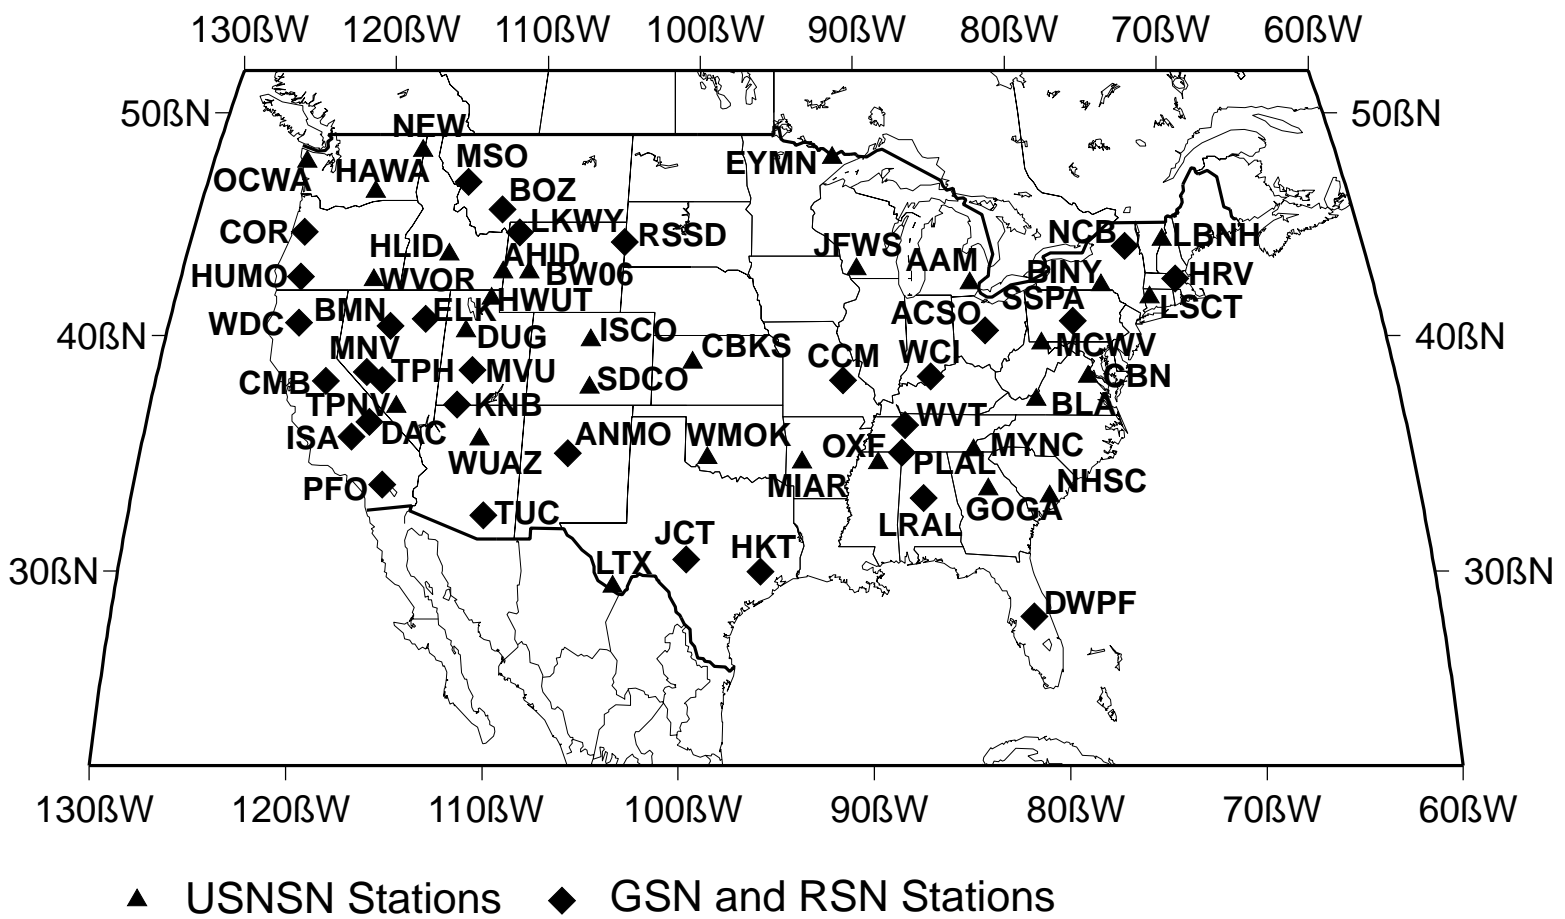 130ßW 120ßW 110ßW 100ßW 90ßW 80ßW 70ßW 60ßW
50ßN 50ßN
NEW
MSO
EYMN
OCWA HAWA
BOZ
LKWY
COR
RSSD
NCB LBNH
HLID
JFWS
AHID
AAM
BINY
HRV
HUMO
WVOR
BW06
HWUT
SSPA
LSCT
BMN ELK
ACSO
WDC
ISCO
DUG
40ßN 40ßN
MNV
CBKS
CCM WCI
MCWV
TPH MVU
CMB
SDCO
CBN
TPNV
KNB
BLA
WVT
ISA DAC
ANMO WMOK
OXF
MYNC
WUAZ
PLAL
PFO
MIAR
NHSC
GOGA
TUC
LRAL
JCT HKT
LTX
30ßN 30ßN
DWPF
130ßW 120ßW 110ßW 100ßW 90ßW 80ßW 70ßW 60ßW
USNSN Stations GSN and RSN Stations